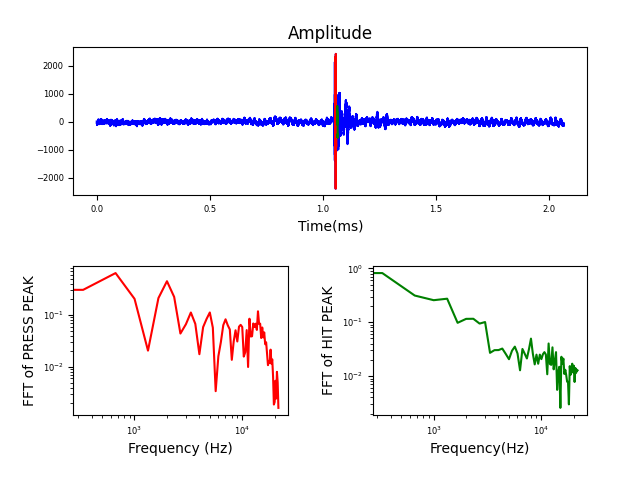 Amplitude
2000
1000
0
−1000
−2000
0.0 0.5 1.0 1.5 2.0
Time(ms)
FFT of PRESS PEAK
10⁻¹
10⁻²
10³ 10⁴
Frequency (Hz)
FFT of HIT PEAK
10⁰
10⁻¹
10⁻²
10³ 10⁴
Frequency(Hz)